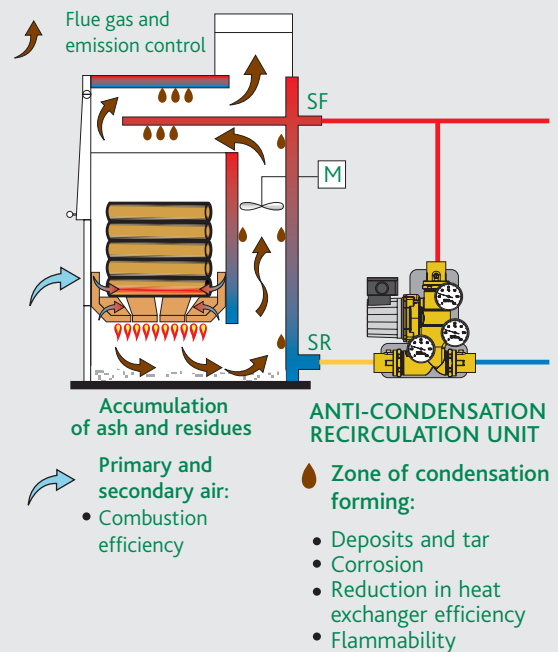 Flue gas and
emission control
SF
M
SR
Accumulation
of ash and residues
Primary and
secondary air:
• Combustion
efficiency
ANTI-CONDENSATION
RECIRCULATION UNIT
Zone of condensation
forming:
• Deposits and tar
• Corrosion
• Reduction in heat
exchanger efficiency
• Flammability